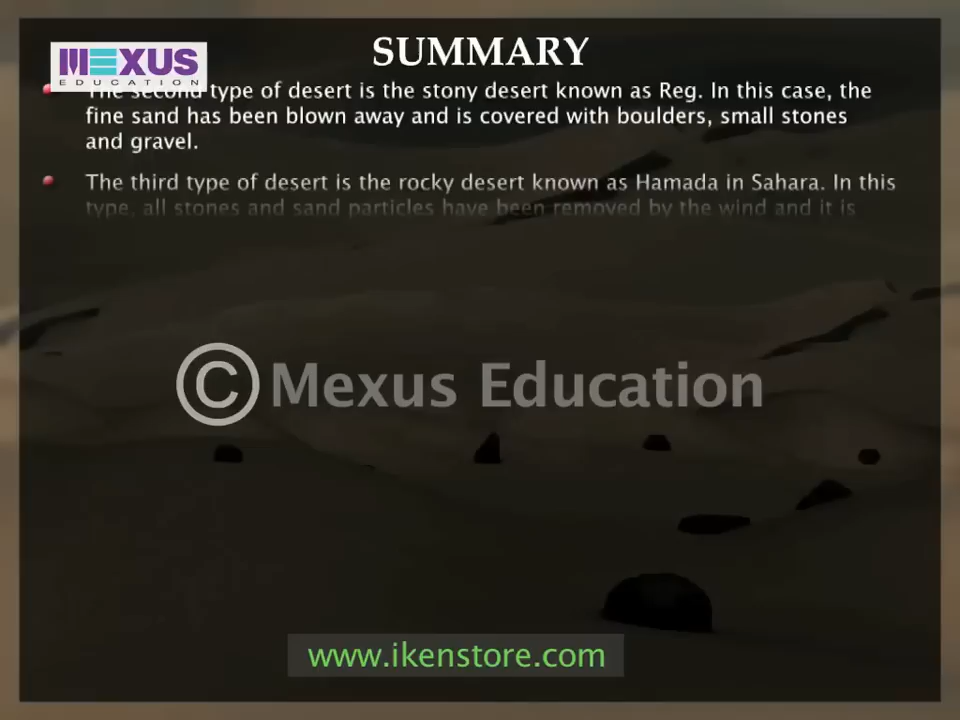 SUMMARY
MEXUS
EDUCATION
The second type of desert is the stony desert known as Reg. In this case, the
fine sand has been blown away and is covered with boulders, small stones
and gravel.
The third type of desert is the rocky desert known as Hamada in Sahara. In this
type, all stones and sand particles have been removed by the wind and it is
© Mexus Education
www.ikenstore.com